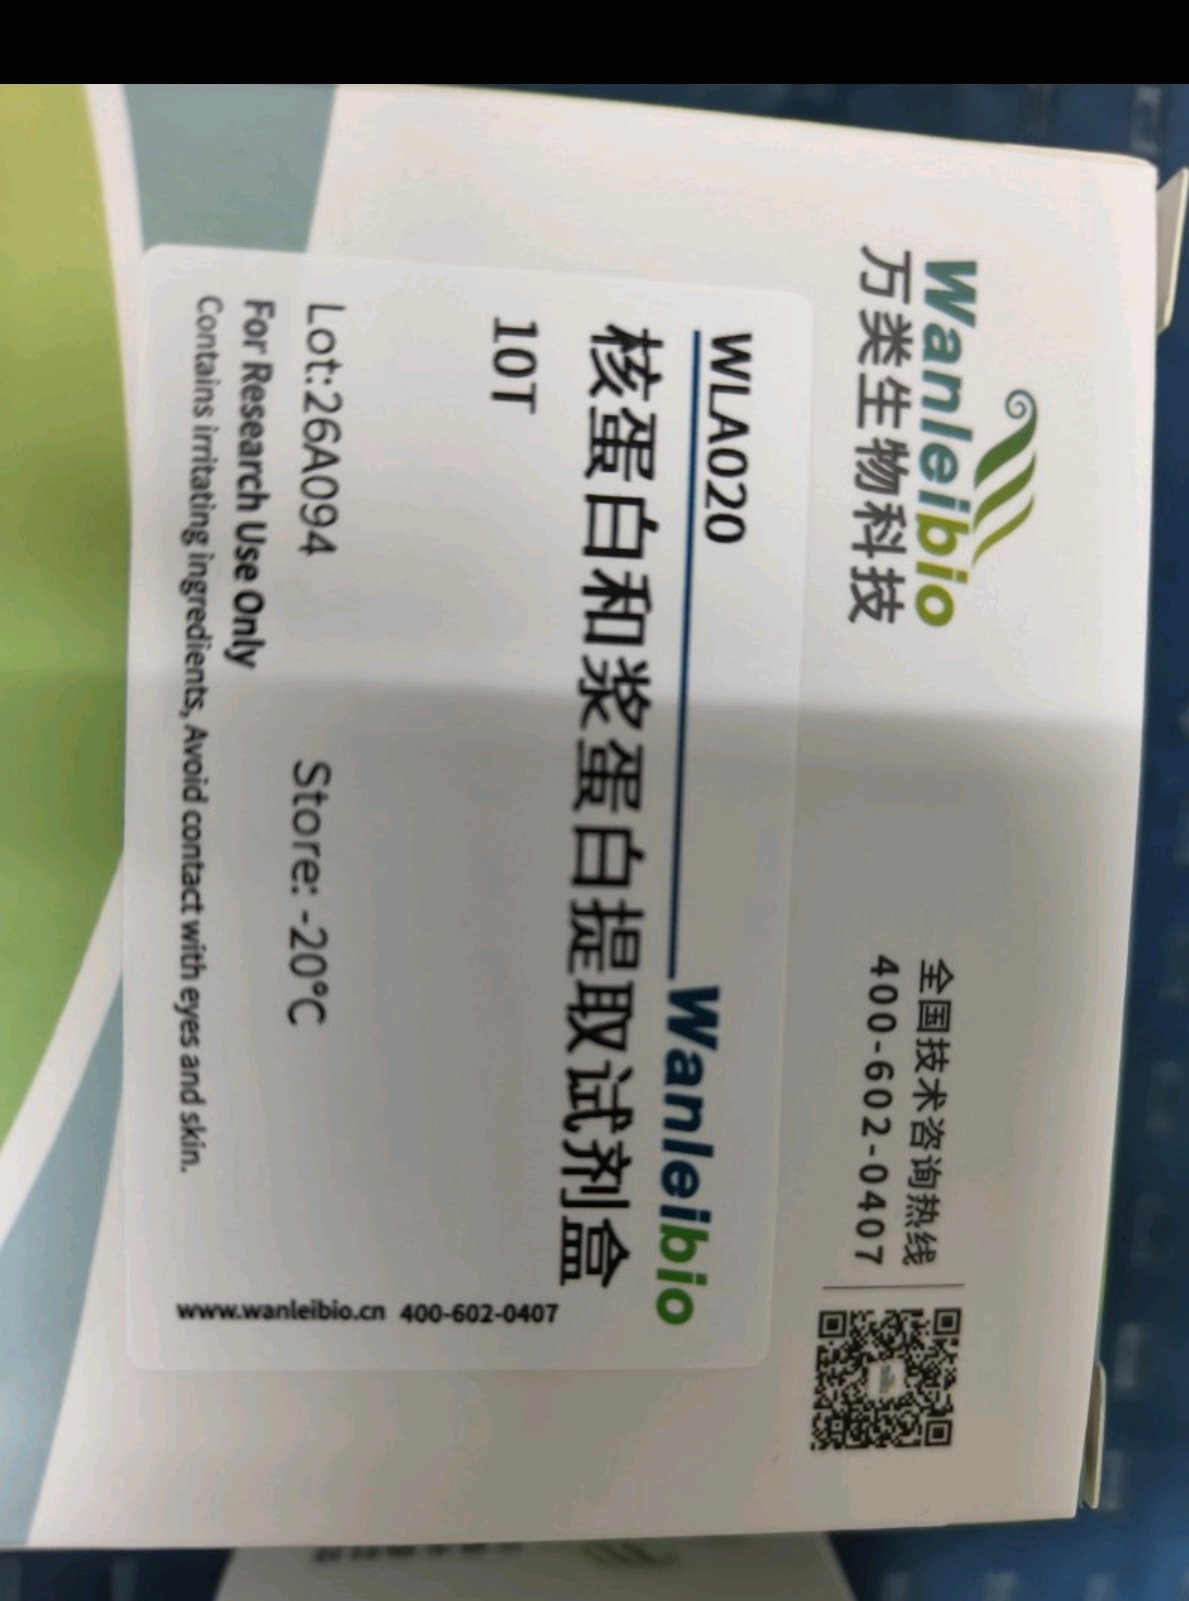 Wanleibio
万类生物科技
全国技术咨询热线
400-602-0407
WLA020
Wanleibio
核蛋白和浆蛋白提取试剂盒
10T
Lot:26A094
Store: -20°C
For Research Use Only
Contains irritating ingredients, Avoid contact with eyes and skin.
www.wanleibio.cn 400-602-0407